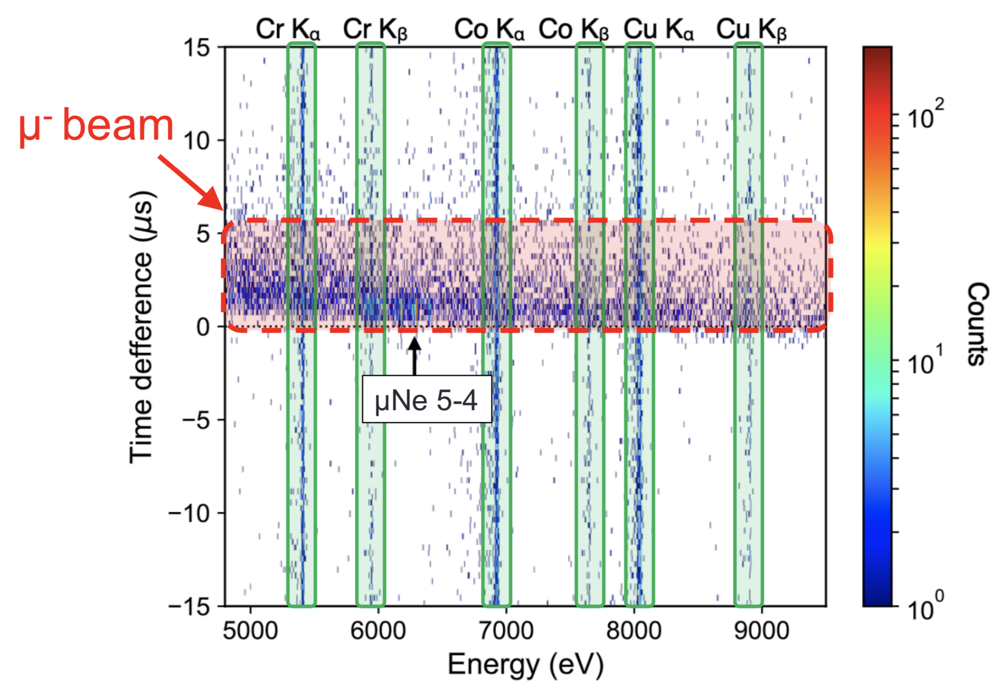 Cr Kα Cr Kβ Co Kα Co Kβ Cu Kα Cu Kβ
μ- beam
15
10
5
0
−5
−10
−15
Time defference (μs)
μNe 5-4
5000 6000 7000 8000 9000
Energy (eV)
10²
10¹
10⁰
Counts